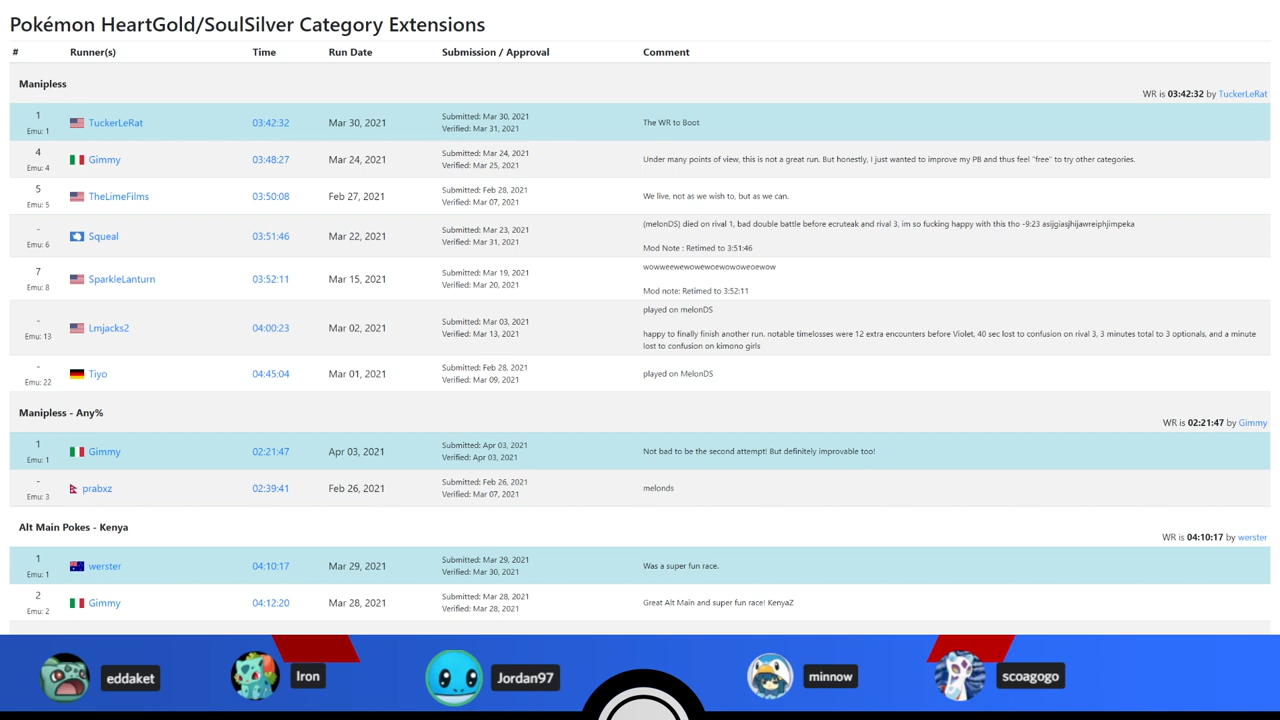 Pokémon HeartGold/SoulSilver Category Extensions
# Runner(s) Time Run Date Submission / Approval Comment
Manipless
WR is 03:42:32 by TuckerLeRat
1 Emu: 1 TuckerLeRat 03:42:32 Mar 30, 2021 Submitted: Mar 30, 2021 Verified: Mar 31, 2021 The WR to Boot
4 Emu: 4 Gimmy 03:48:27 Mar 24, 2021 Submitted: Mar 24, 2021 Verified: Mar 25, 2021 Under many points of view, this is not a great run. But honestly, I just wanted to improve my PB and thus feel "free" to try other categories.
5 Emu: 5 TheLimeFilms 03:50:08 Feb 27, 2021 Submitted: Feb 28, 2021 Verified: Mar 07, 2021 We live, not as we wish to, but as we can.
- Emu: 6 Squeal 03:51:46 Mar 22, 2021 Submitted: Mar 23, 2021 Verified: Mar 31, 2021 (melonDS) died on rival 1, bad double battle before ecruteak and rival 3, im so fucking happy with this tho -9:23 asijgiasjhijawreiphjimpeka
Mod Note : Retimed to 3:51:46
7 Emu: 8 SparkleLanturn 03:52:11 Mar 15, 2021 Submitted: Mar 19, 2021 Verified: Mar 20, 2021 wowweewewowewoewowoweoewow
Mod note: Retimed to 3:52:11
- Emu: 13 Lmjacks2 04:00:23 Mar 02, 2021 Submitted: Mar 03, 2021 Verified: Mar 13, 2021 played on melonDS
happy to finally finish another run. notable timelosses were 12 extra encounters before Violet, 40 sec lost to confusion on rival 3, 3 minutes total to 3 optionals, and a minute
lost to confusion on kimono girls
- Emu: 22 Tiyo 04:45:04 Mar 01, 2021 Submitted: Feb 28, 2021 Verified: Mar 09, 2021 played on MelonDS
Manipless - Any%
WR is 02:21:47 by Gimmy
1 Emu: 1 Gimmy 02:21:47 Apr 03, 2021 Submitted: Apr 03, 2021 Verified: Apr 03, 2021 Not bad to be the second attempt! But definitely improvable too!
- Emu: 3 prabxz 02:39:41 Feb 26, 2021 Submitted: Feb 26, 2021 Verified: Mar 07, 2021 melonds
Alt Main Pokes - Kenya
WR is 04:10:17 by werster
1 Emu: 1 werster 04:10:17 Mar 29, 2021 Submitted: Mar 29, 2021 Verified: Mar 30, 2021 Was a super fun race.
2 Emu: 2 Gimmy 04:12:20 Mar 28, 2021 Submitted: Mar 28, 2021 Verified: Mar 28, 2021 Great Alt Main and super fun race! KenyaZ
eddaket Iron Jordan97 minnow scoagogo